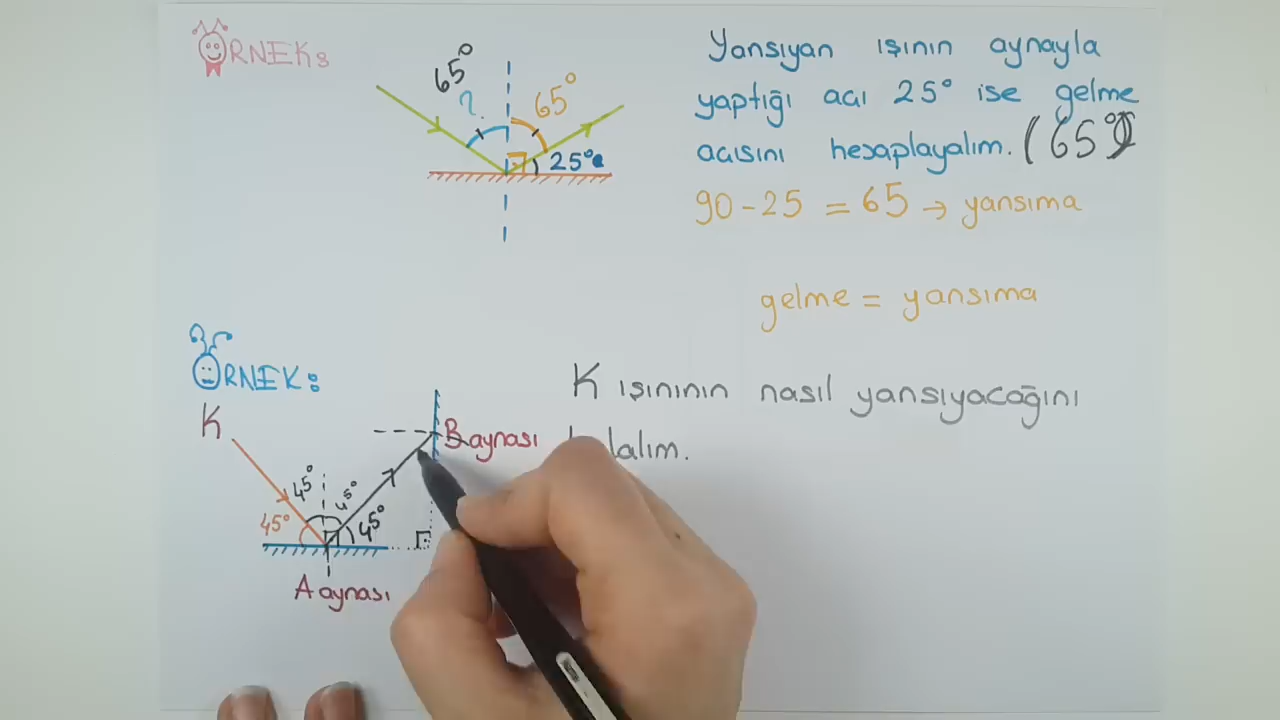 ÖRNEK:
65°
?
65°
25°
Yansıyan ışının aynayla
yaptığı açı 25° ise gelme
açısını hesaplayalım. (65°)
90 - 25 = 65 → yansıma
gelme = yansıma
ÖRNEK:
K ışınının nasıl yansıyacağını
K
B aynası
45°
45°
45°
45°
A aynası